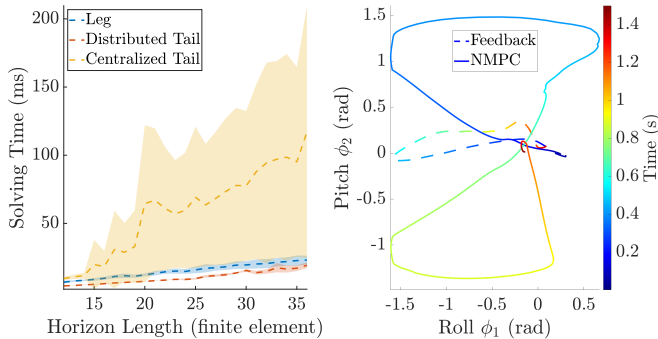 Solving Time (ms)
200
150
100
50
15
20
25
30
35
Horizon Length (finite element)
Leg
Distributed Tail
Centralized Tail
Pitch ϕ2 (rad)
1.5
1
0.5
0
-0.5
-1
-1.5
-1
-0.5
0
0.5
Roll ϕ1 (rad)
Feedback
NMPC
1.4
1.2
1
0.8
0.6
0.4
0.2
Time (s)